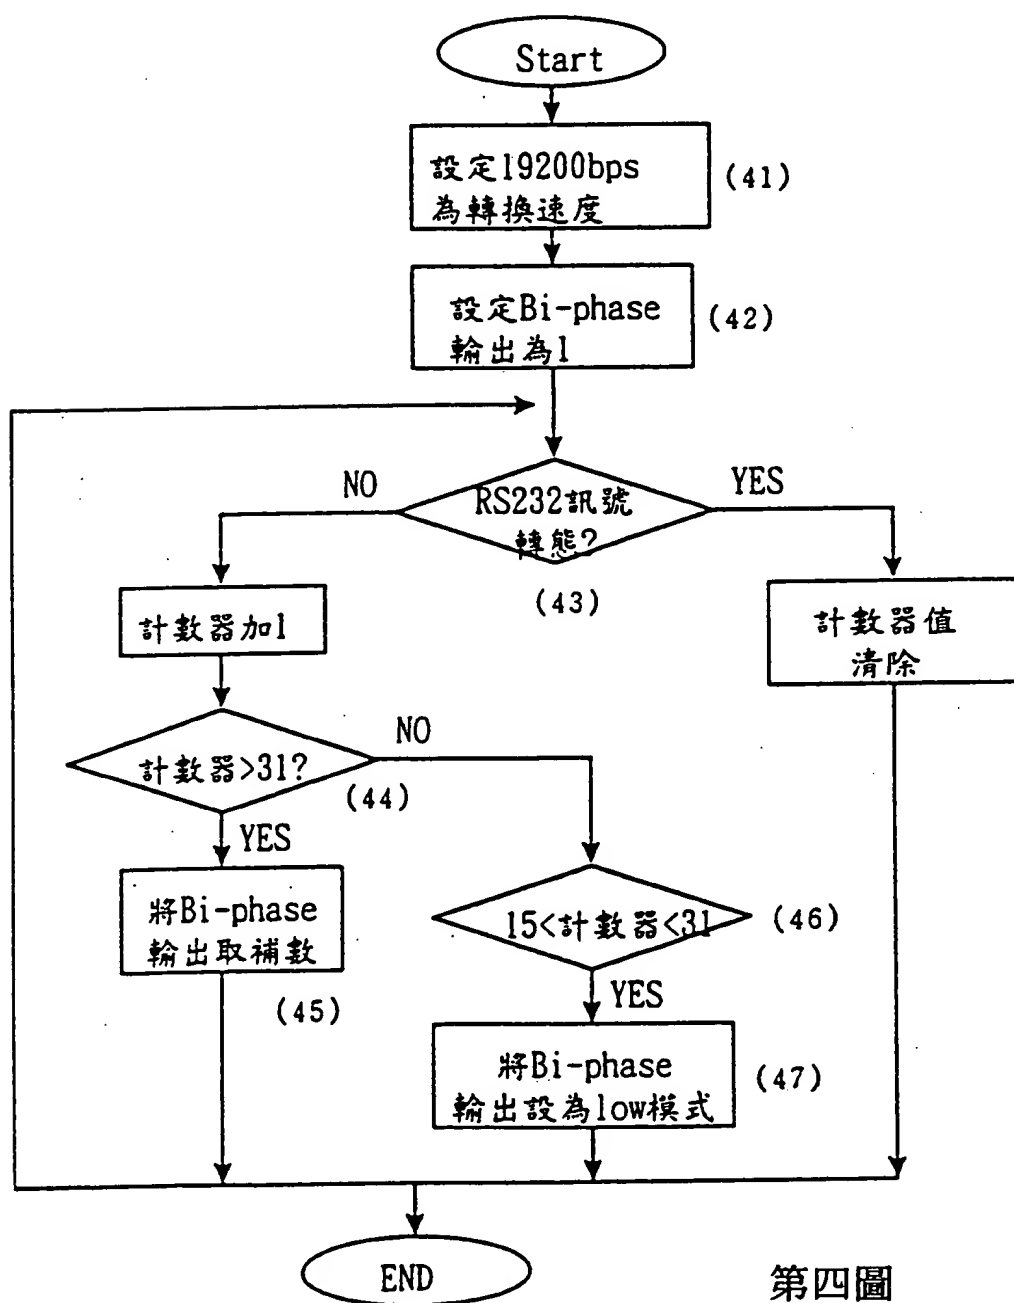 Start
設定19200bps
為轉換速度
(41)
設定Bi-phase
輸出為1
(42)
NO
RS232訊號
轉態?
YES
(43)
計數器加1
計數器值
清除
計數器>31?
NO
(44)
YES
將Bi-phase
輸出取補數
(45)
15<計數器<31
(46)
YES
將Bi-phase
輸出設為low模式
(47)
END
第四圖